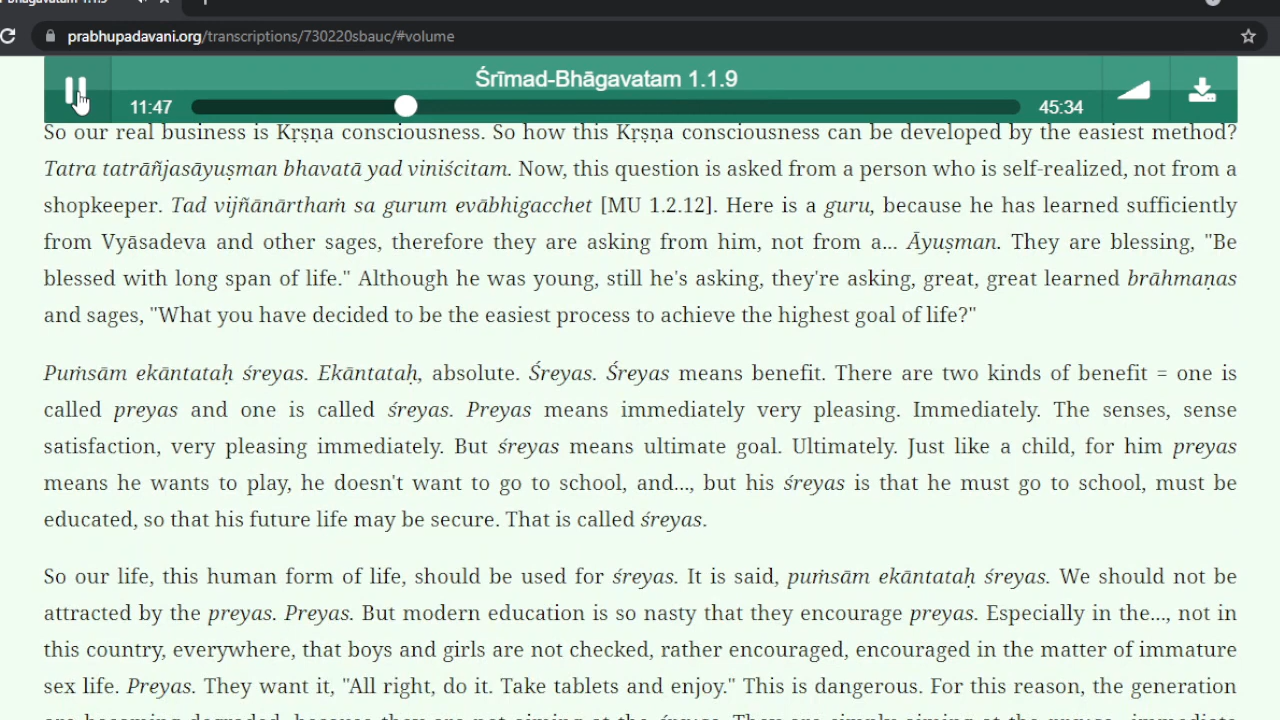 prabhupadavani.org/transcriptions/730220sbauc/#volume
Śrīmad-Bhāgavatam 1.1.9
11:47
45:34
So our real business is Kṛṣṇa consciousness. So how this Kṛṣṇa consciousness can be developed by the easiest method?
Tatra tatrāñjasāyuṣman bhavatā yad viniścitam. Now, this question is asked from a person who is self-realized, not from a
shopkeeper. Tad vijñānārthaṁ sa gurum evābhigacchet [MU 1.2.12]. Here is a guru, because he has learned sufficiently
from Vyāsadeva and other sages, therefore they are asking from him, not from a... Āyuṣman. They are blessing, "Be
blessed with long span of life." Although he was young, still he's asking, they're asking, great, great learned brāhmaṇas
and sages, "What you have decided to be the easiest process to achieve the highest goal of life?"
Puṁsām ekāntataḥ śreyas. Ekāntataḥ, absolute. Śreyas. Śreyas means benefit. There are two kinds of benefit = one is
called preyas and one is called śreyas. Preyas means immediately very pleasing. Immediately. The senses, sense
satisfaction, very pleasing immediately. But śreyas means ultimate goal. Ultimately. Just like a child, for him preyas
means he wants to play, he doesn't want to go to school, and..., but his śreyas is that he must go to school, must be
educated, so that his future life may be secure. That is called śreyas.
So our life, this human form of life, should be used for śreyas. It is said, puṁsām ekāntataḥ śreyas. We should not be
attracted by the preyas. Preyas. But modern education is so nasty that they encourage preyas. Especially in the..., not in
this country, everywhere, that boys and girls are not checked, rather encouraged, encouraged in the matter of immature
sex life. Preyas. They want it, "All right, do it. Take tablets and enjoy." This is dangerous. For this reason, the generation